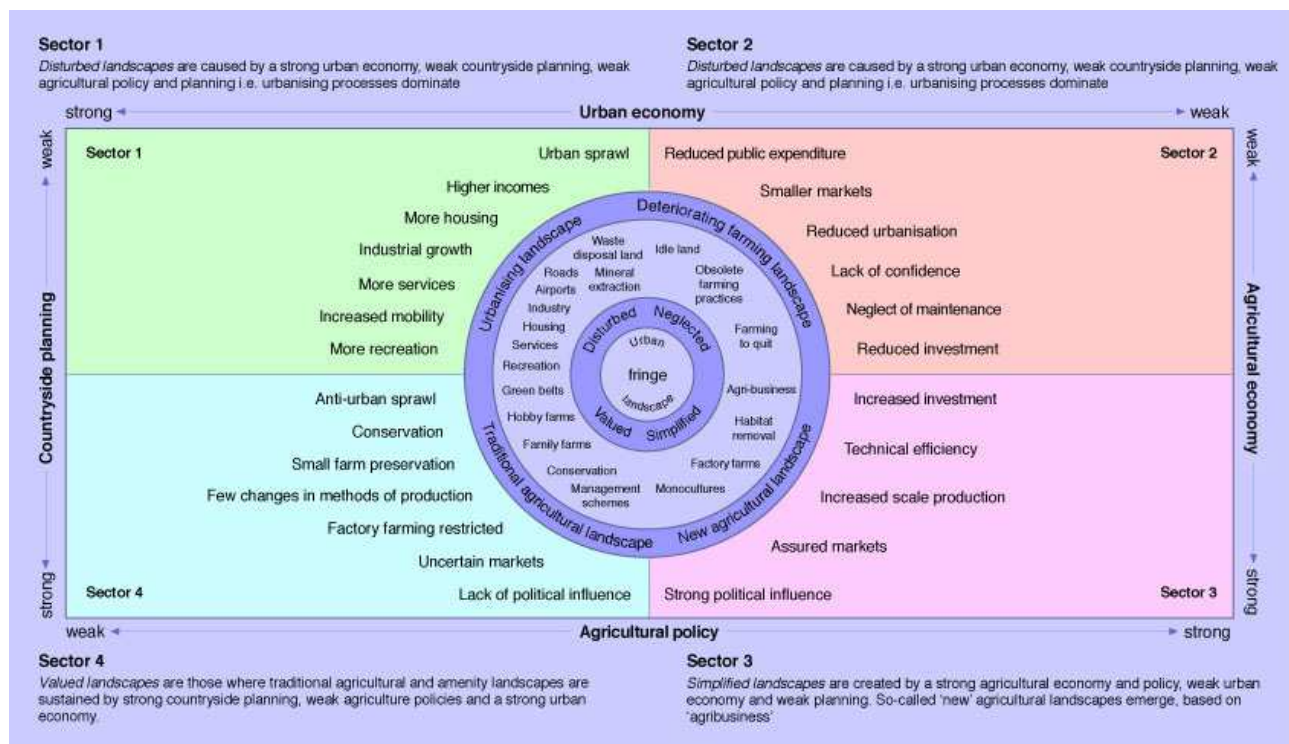 Sector 1
Disturbed landscapes are caused by a strong urban economy, weak countryside planning, weak
agricultural policy and planning i.e. urbanising processes dominate
Sector 2
Disturbed landscapes are caused by a strong urban economy, weak countryside planning, weak
agricultural policy and planning i.e. urbanising processes dominate
strong
Urban economy
weak
weak
Countryside planning
strong
Sector 1
Urban sprawl
Higher incomes
More housing
Industrial growth
More services
Increased mobility
More recreation
Reduced public expenditure
Sector 2
Smaller markets
Reduced urbanisation
Lack of confidence
Neglect of maintenance
Reduced investment
Urbanising landscape
Deteriorating farming landscape
Waste
disposal land
Roads
Mineral
extraction
Airports
Industry
Housing
Services
Recreation
Idle land
Obsolete
farming
practices
Farming
to quit
Disturbed
Neglected
Urban
fringe
landscape
Valued
Simplified
Green belts
Hobby farms
Family farms
Conservation
Management
schemes
Agri-business
Habitat
removal
Factory farms
Monocultures
Traditional agricultural landscape
New agricultural landscape
Anti-urban sprawl
Conservation
Small farm preservation
Few changes in methods of production
Factory farming restricted
Uncertain markets
Sector 4
Lack of political influence
Increased investment
Technical efficiency
Increased scale production
Assured markets
Strong political influence
Sector 3
weak
Agricultural economy
strong
weak
Agricultural policy
strong
Sector 4
Valued landscapes are those where traditional agricultural and amenity landscapes are
sustained by strong countryside planning, weak agriculture policies and a strong urban
economy.
Sector 3
Simplified landscapes are created by a strong agricultural economy and policy, weak urban
economy and weak planning. So-called 'new' agricultural landscapes emerge, based on
'agribusiness'